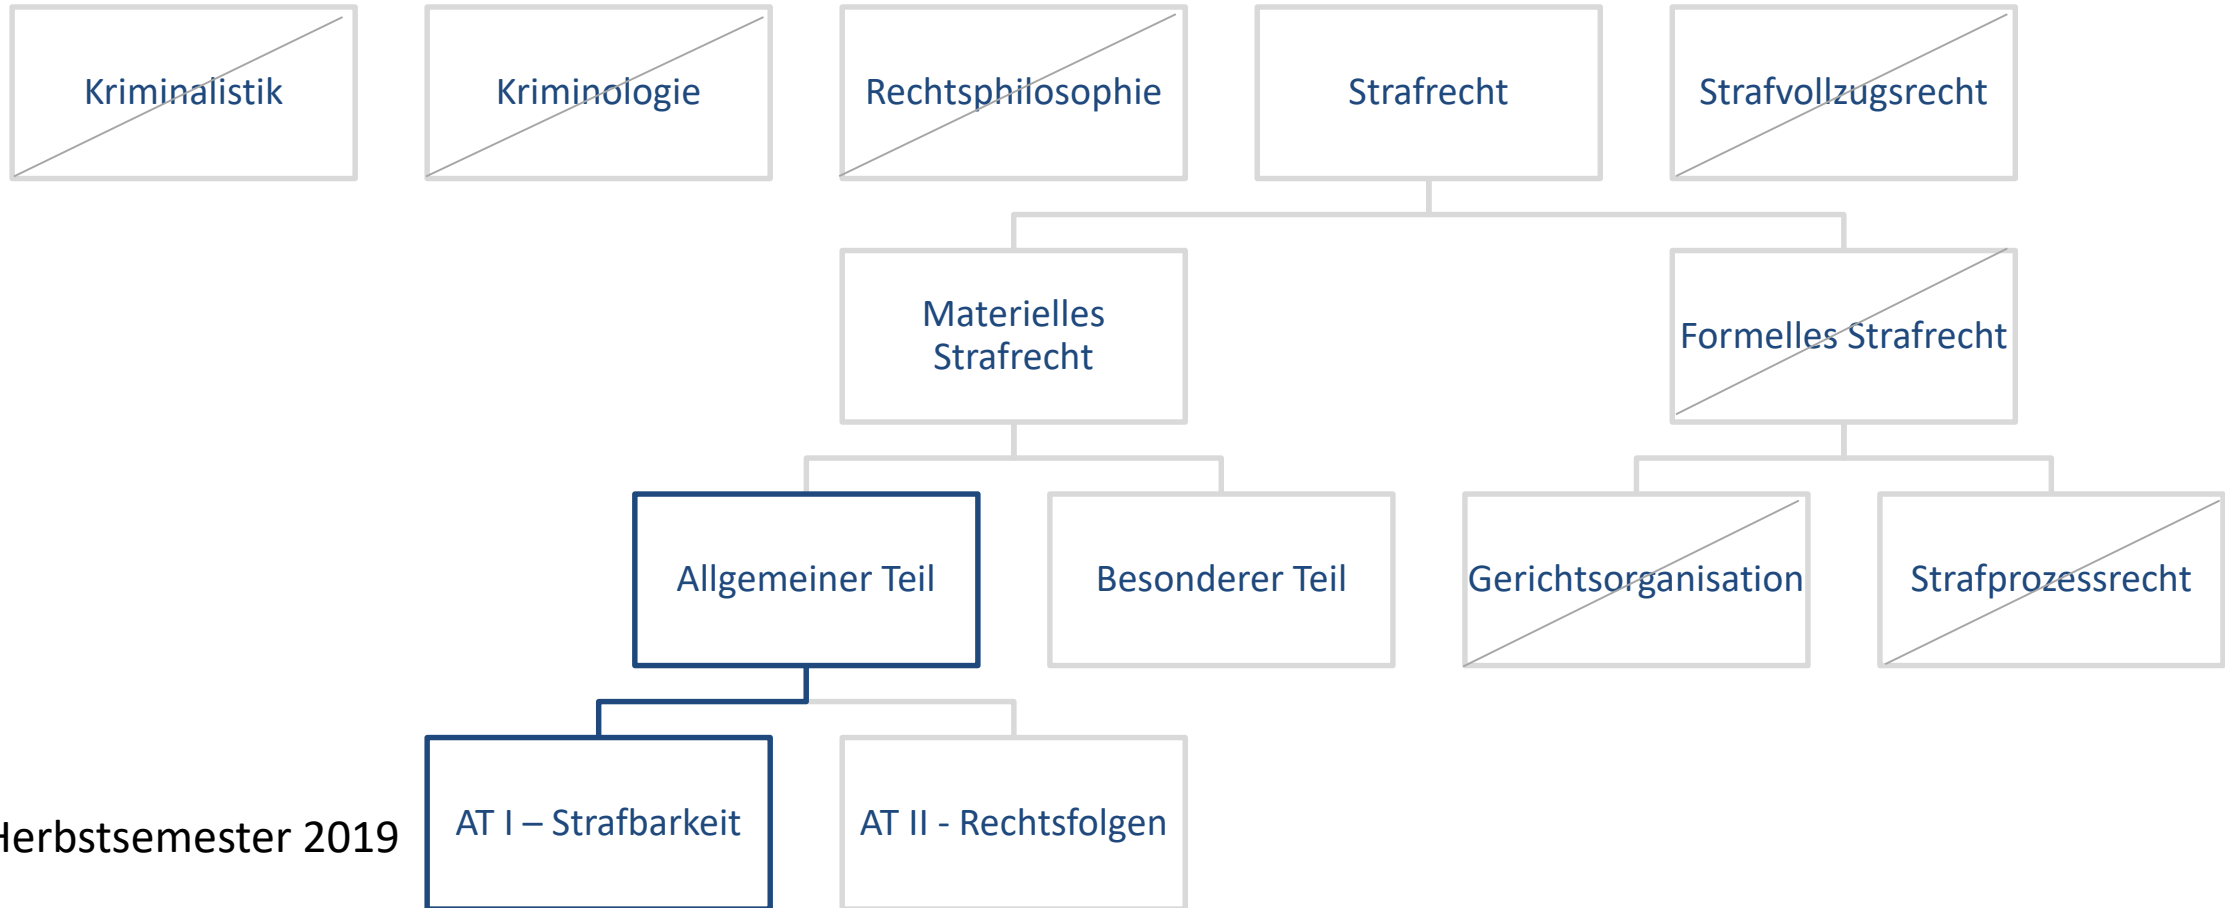 Kriminalistik
Kriminologie
Rechtsphilosophie
Strafrecht
Strafvollzugsrecht
Materielles
Strafrecht
Formelles Strafrecht
Allgemeiner Teil
Besonderer Teil
Gerichtsorganisation
Strafprozessrecht
Herbstsemester 2019
AT I – Strafbarkeit
AT II - Rechtsfolgen